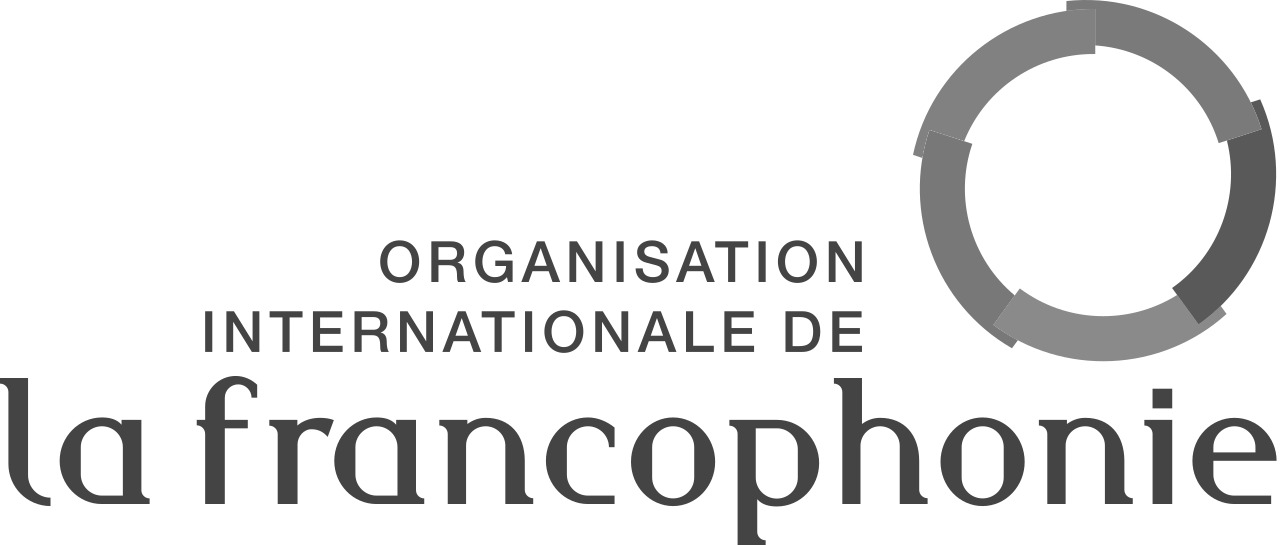 ORGANISATION
INTERNATIONALE DE
la francophonie